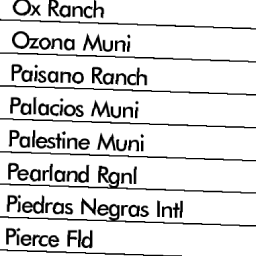 Ox Ranch
Ozona Muni
Paisano Ranch
Palacios Muni
Palestine Muni
Pearland Rgnl
Piedras Negras Intl
Pierce Fld